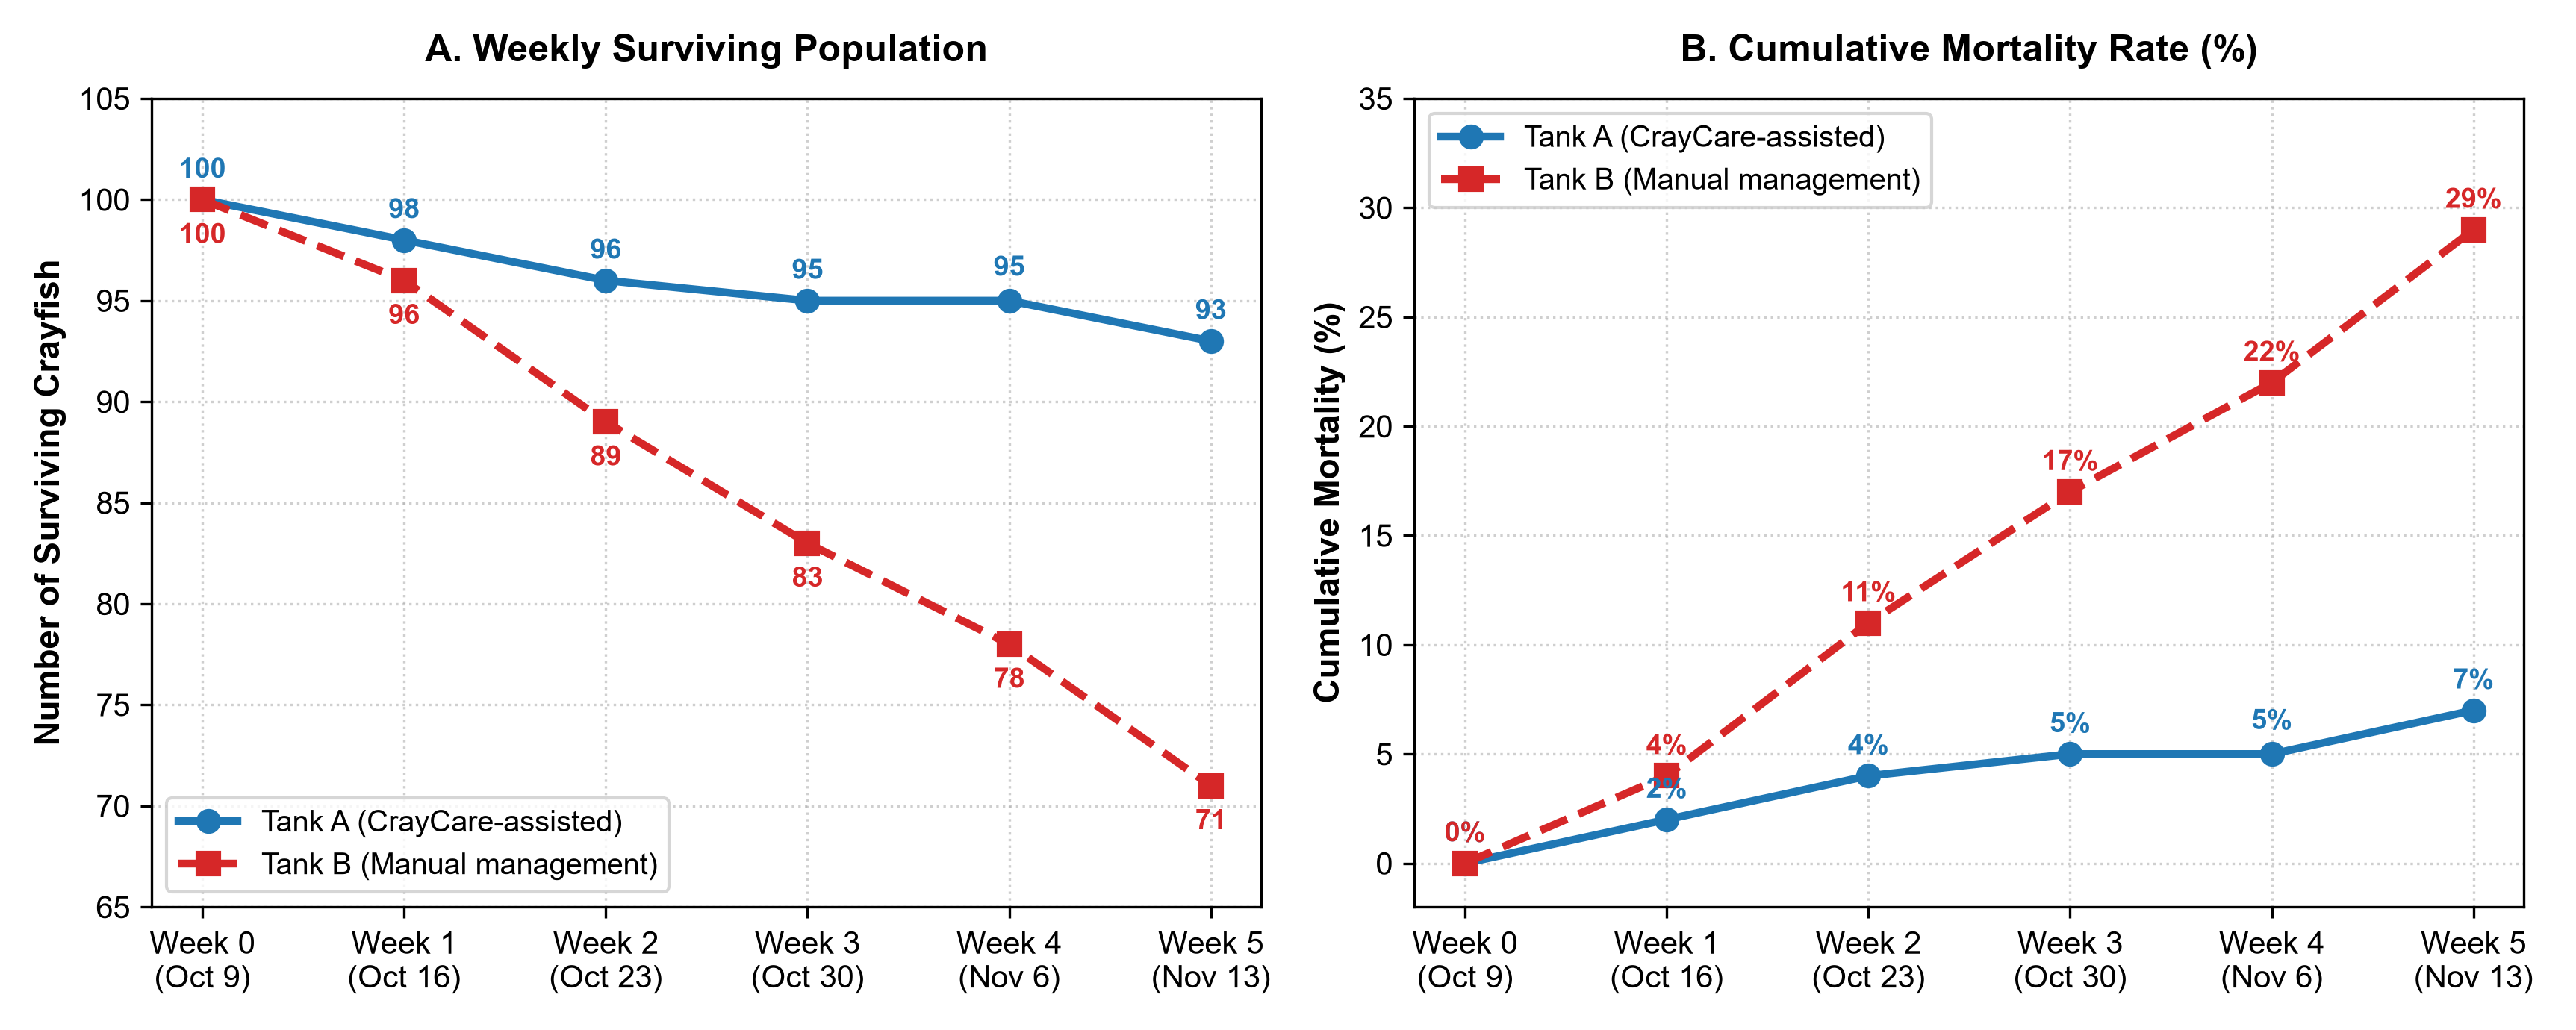 A. Weekly Surviving Population
Number of Surviving Crayfish
105
100
95
90
85
80
75
70
65
100
98
96
95
95
93
100
96
89
83
78
71
Tank A (CrayCare-assisted)
Tank B (Manual management)
Week 0
(Oct 9)
Week 1
(Oct 16)
Week 2
(Oct 23)
Week 3
(Oct 30)
Week 4
(Nov 6)
Week 5
(Nov 13)
B. Cumulative Mortality Rate (%)
Cumulative Mortality (%)
35
30
25
20
15
10
5
0
Tank A (CrayCare-assisted)
Tank B (Manual management)
0%
4%
11%
17%
22%
29%
2%
4%
5%
5%
7%
Week 0
(Oct 9)
Week 1
(Oct 16)
Week 2
(Oct 23)
Week 3
(Oct 30)
Week 4
(Nov 6)
Week 5
(Nov 13)